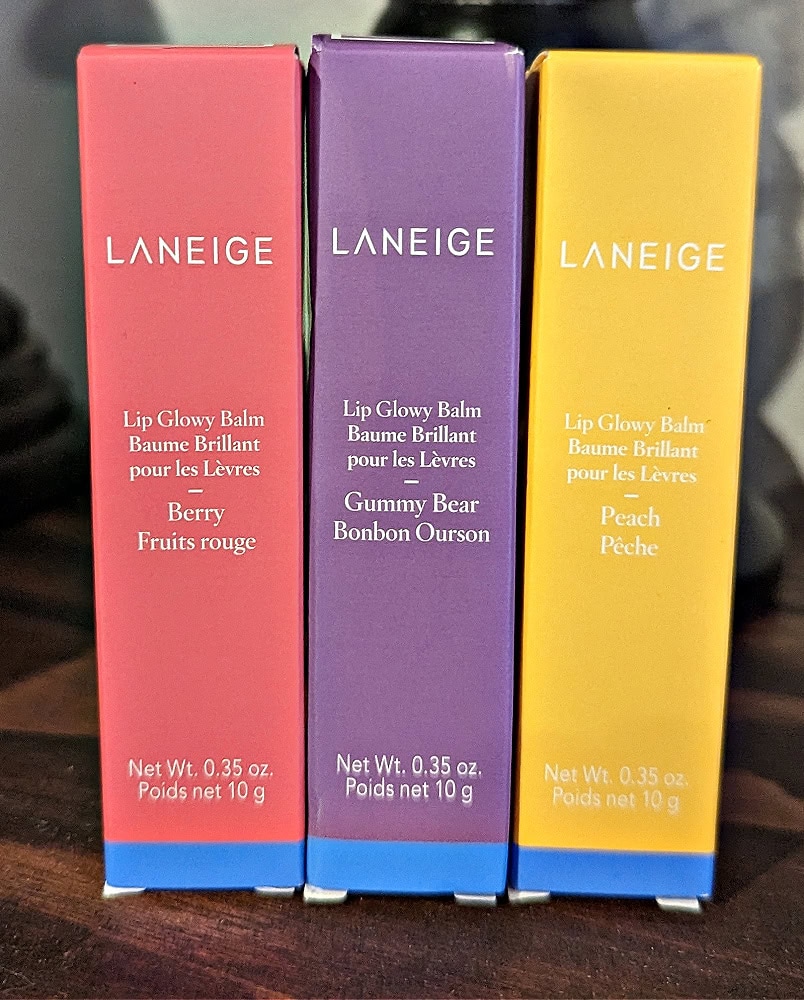 LANEIGE
Lip Glowy Balm
Baume Brillant
pour les Lèvres
Berry
Fruits rouge
Net Wt. 0.35 oz.
Poids net 10 g
LANEIGE
Lip Glowy Balm
Baume Brillant
pour les Lèvres
Gummy Bear
Bonbon Ourson
Net Wt. 0.35 oz.
Poids net 10 g
LANEIGE
Lip Glowy Balm
Baume Brillant
pour les Lèvres
Peach
Pêche
Net Wt. 0.35 oz.
Poids net 10 g